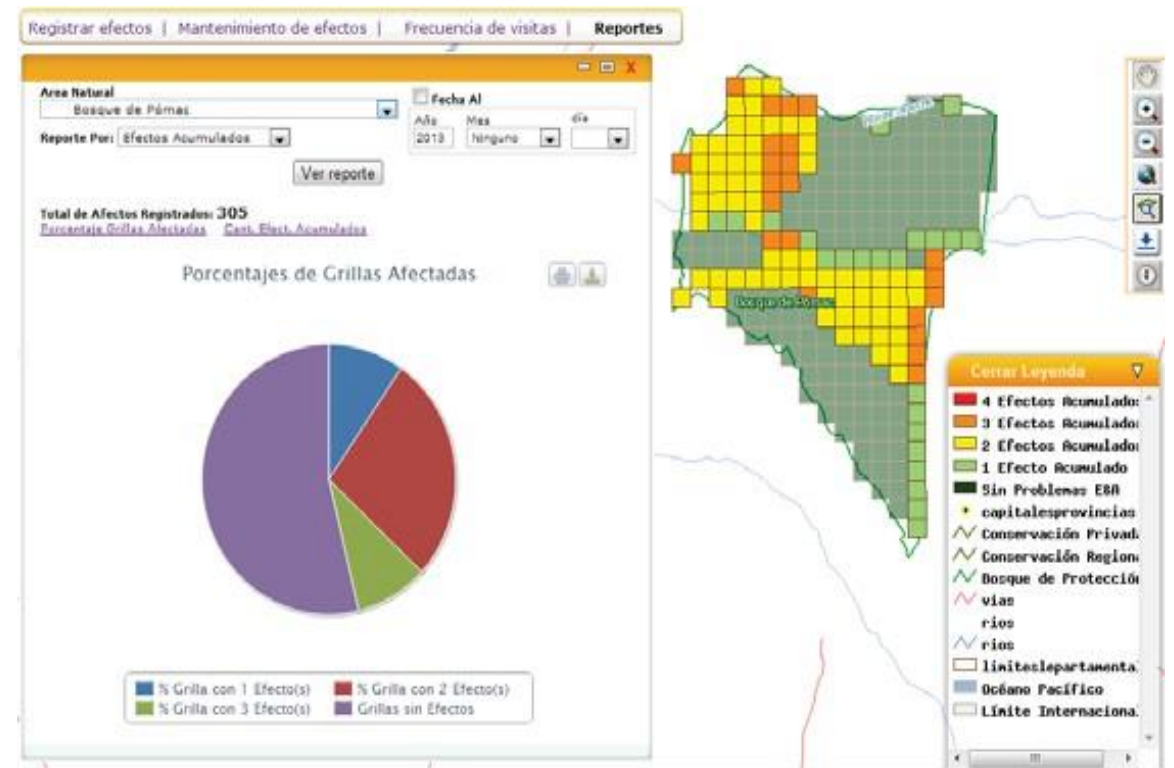 Registrar efectos | Mantenimiento de efectos | Frecuencia de visitas | Reportes
X
Area Natural
Bosque de Pómac
Fecha Al
Año Mes día
Reporte Por: Efectos Acumulados
2013 Ninguno
Ver reporte
Total de Afectos Registrados: 305
Porcentaje Grillas Afectadas Cant. Efect. Acumulados
Porcentajes de Grillas Afectadas
% Grilla con 1 Efecto(s) % Grilla con 2 Efecto(s)
% Grilla con 3 Efecto(s) Grillas sin Efectos
Bosque de Pómac
Cerrar Leyenda
4 Efectos Acumulados
3 Efectos Acumulado
2 Efectos Acumulado
1 Efecto Acumulado
Sin Problemas EBA
capitalesprovincias
Conservación Privad
Conservación Region
Bosque de Protecció
vias
rios
rios
limiteslepartamenta
Océano Pacífico
Límite Internaciona